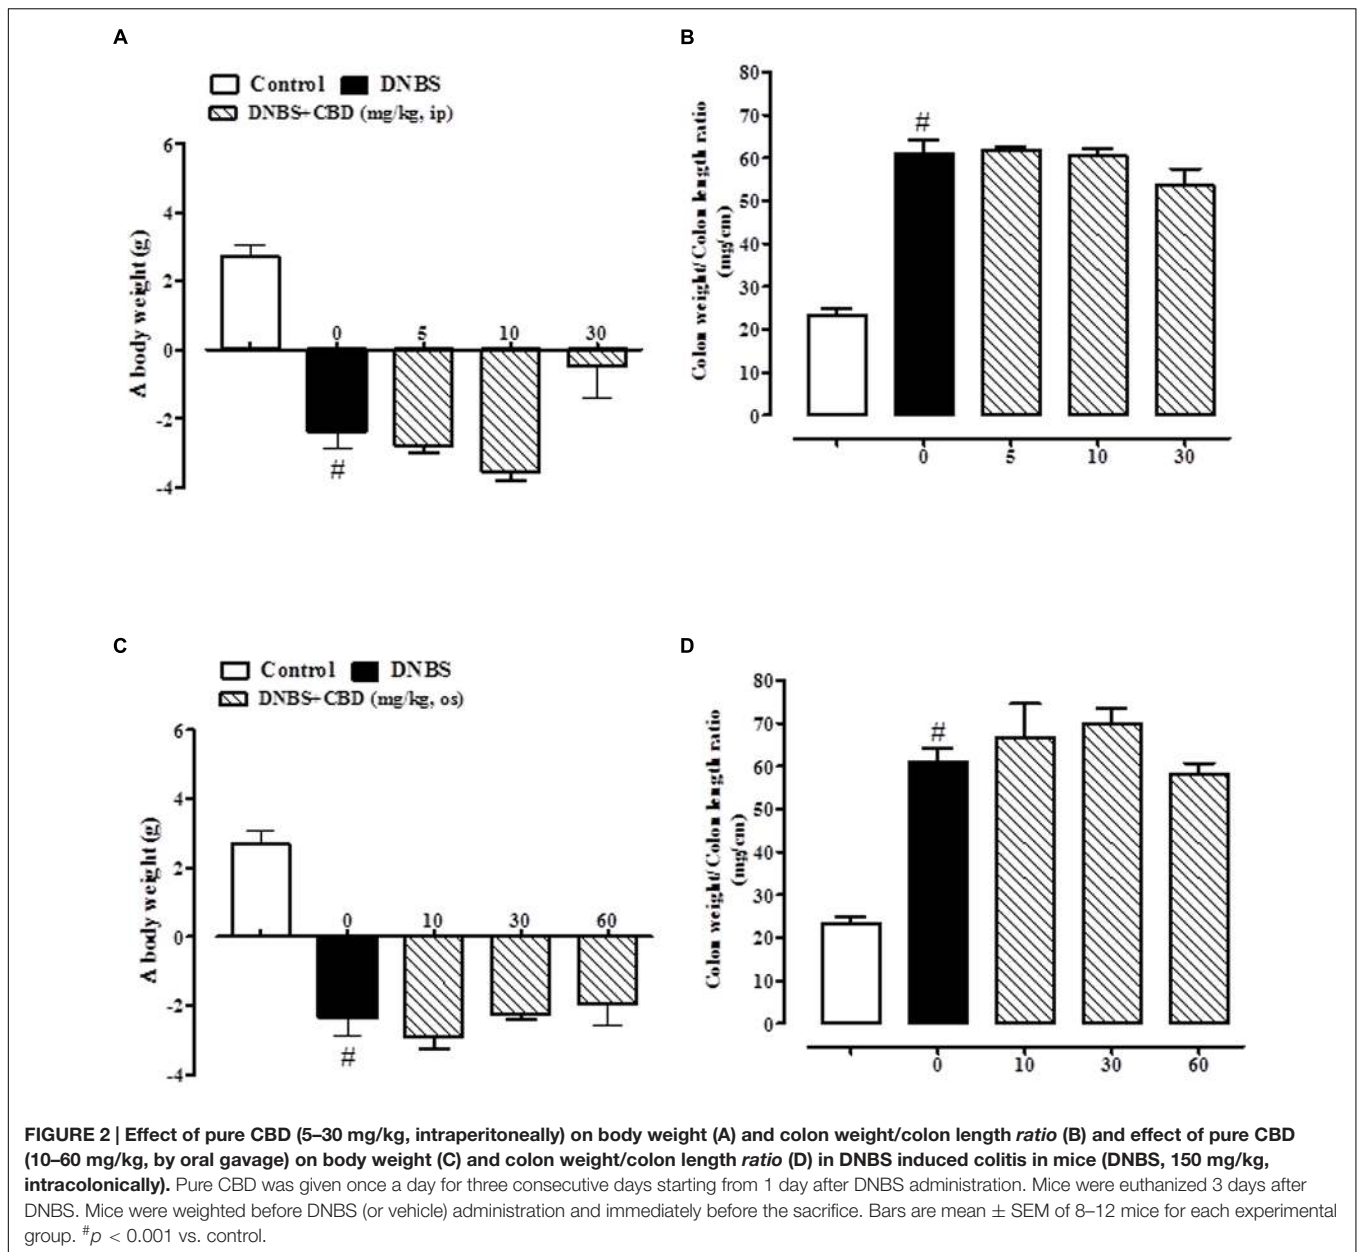 A
Control DNBS
DNBS+CBD (mg/kg, ip)
6
4
2
0
-2
-4
Δ body weight (g)
0 5 10 30
#
B
80
70
60
50
40
30
20
10
0
Colon weight/Colon length ratio
(mg/cm)
#
0 5 10 30
C
Control DNBS
DNBS+CBD (mg/kg, os)
6
4
2
0
-2
-4
Δ body weight (g)
0 10 30 60
#
D
80
70
60
50
40
30
20
10
0
Colon weight/Colon length ratio
(mg/cm)
#
0 10 30 60
FIGURE 2 | Effect of pure CBD (5–30 mg/kg, intraperitoneally) on body weight (A) and colon weight/colon length ratio (B) and effect of pure CBD
(10–60 mg/kg, by oral gavage) on body weight (C) and colon weight/colon length ratio (D) in DNBS induced colitis in mice (DNBS, 150 mg/kg,
intracolonically). Pure CBD was given once a day for three consecutive days starting from 1 day after DNBS administration. Mice were euthanized 3 days after
DNBS. Mice were weighted before DNBS (or vehicle) administration and immediately before the sacrifice. Bars are mean ± SEM of 8–12 mice for each experimental
group. #p < 0.001 vs. control.